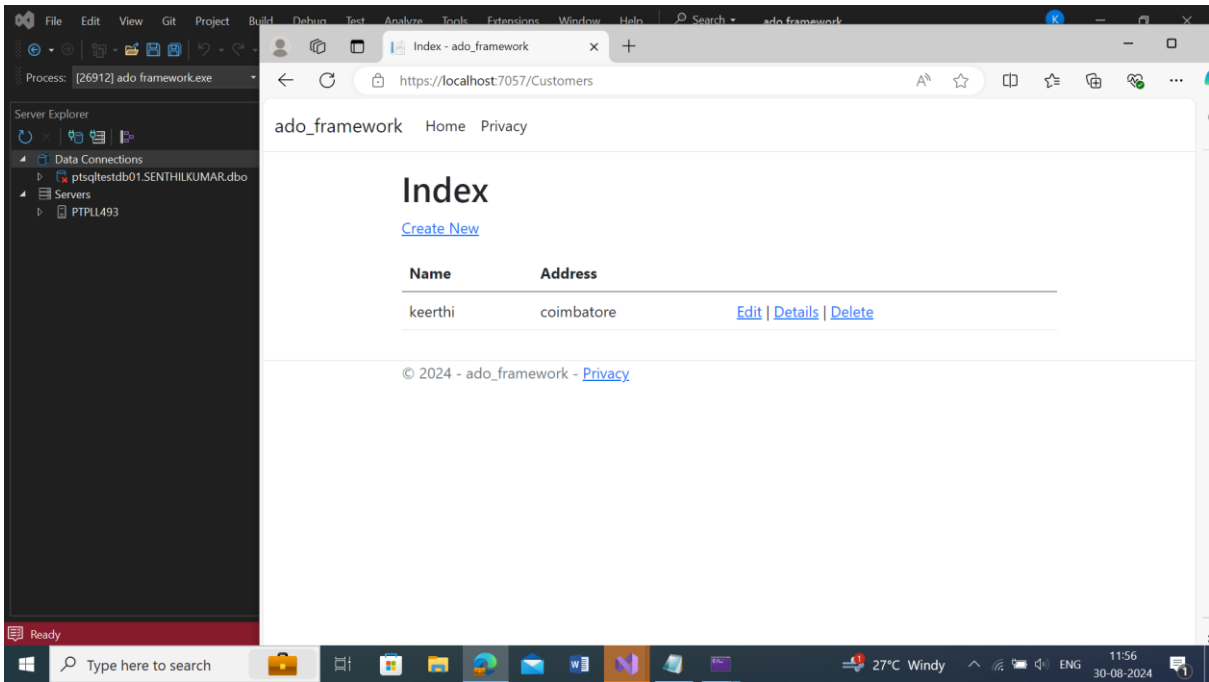 File Edit View Git Project Build Debug Test Analyze Tools Extensions Window Help Search ado framework K
Index - ado_framework
Process: [26912] ado framework.exe
https://localhost:7057/Customers
Server Explorer
ado_framework Home Privacy
Data Connections
ptsqltestdb01.SENTHILKUMAR.dbo
Servers
PTPLL493
Index
Create New
Name Address
keerthi coimbatore Edit | Details | Delete
© 2024 - ado_framework - Privacy
Ready
Type here to search
27°C Windy ENG 11:56
30-08-2024